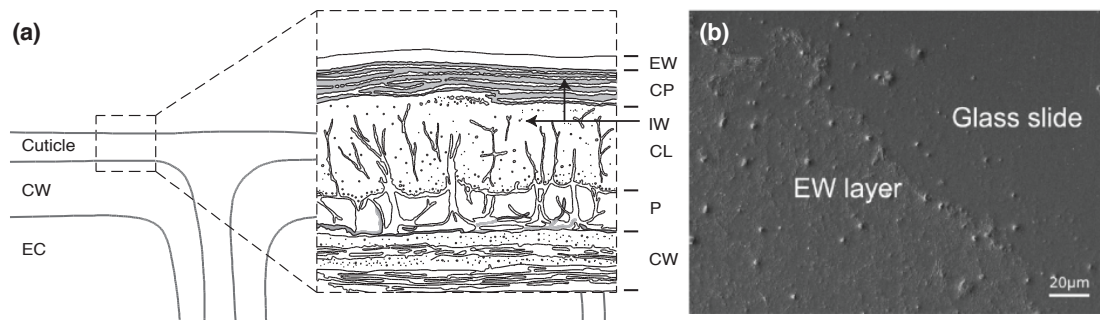 (a)
Cuticle
CW
EC
EW
CP
IW
CL
P
CW
(b)
Glass slide
EW layer
20µm